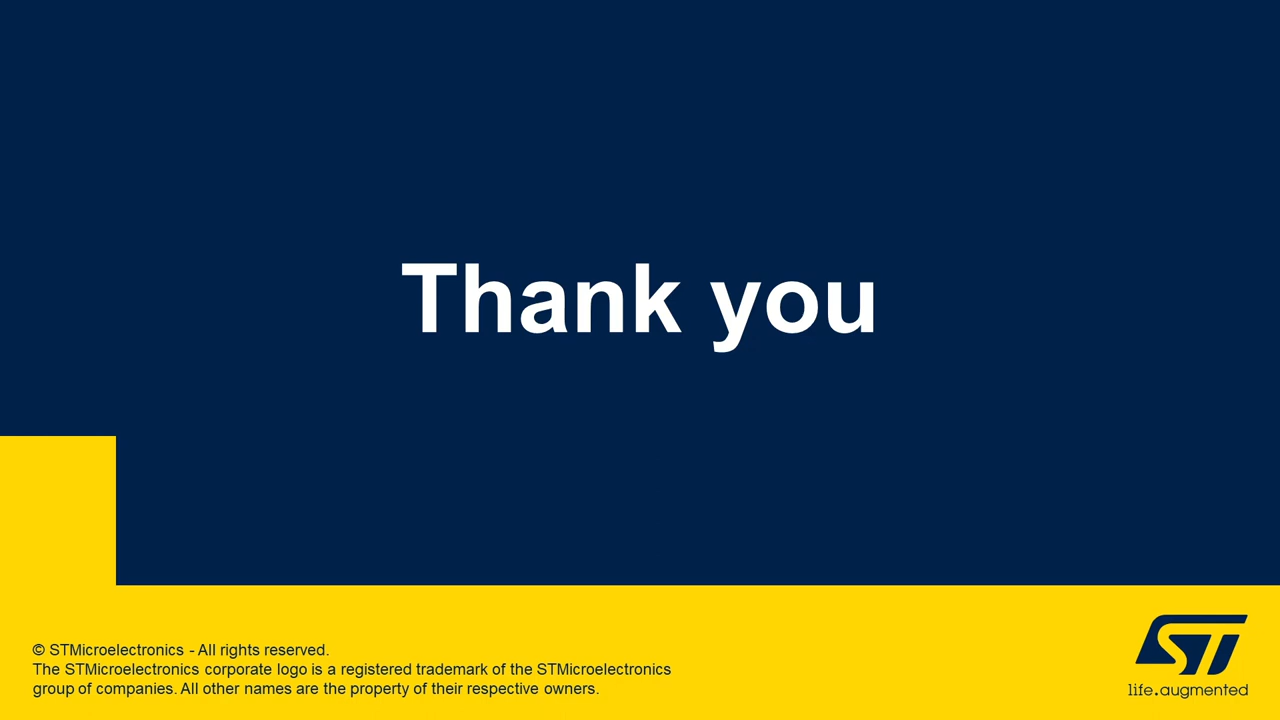 Thank you
© STMicroelectronics - All rights reserved.
The STMicroelectronics corporate logo is a registered trademark of the STMicroelectronics
group of companies. All other names are the property of their respective owners.
ST
life.augmented